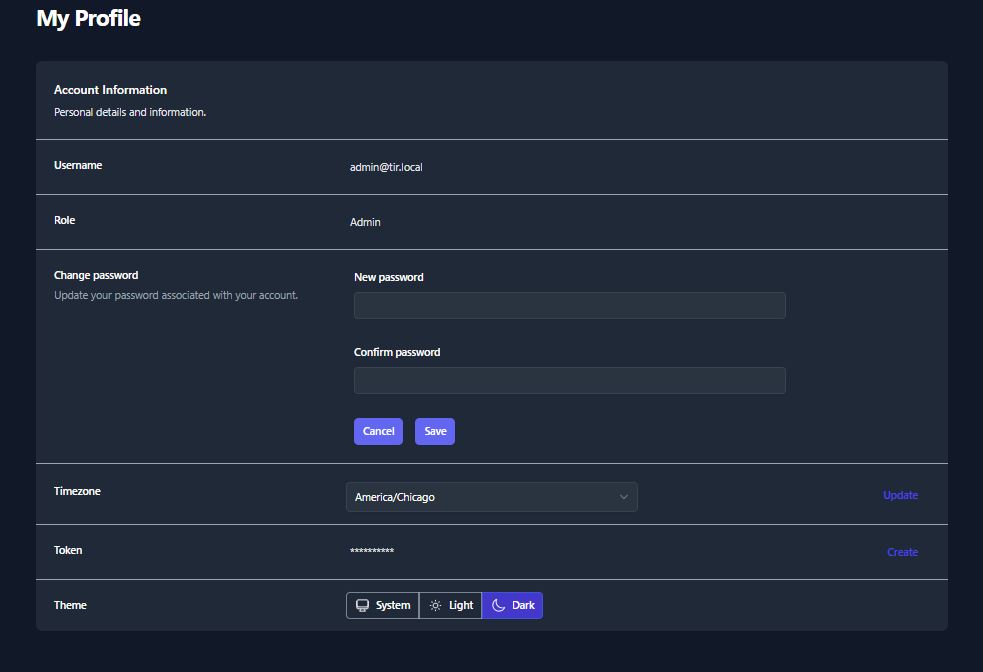 My Profile
Account Information
Personal details and information.
Username
admin@tir.local
Role
Admin
Change password
Update your password associated with your account.
New password
Confirm password
Cancel
Save
Timezone
America/Chicago
Update
Token
**********
Create
Theme
System
Light
Dark